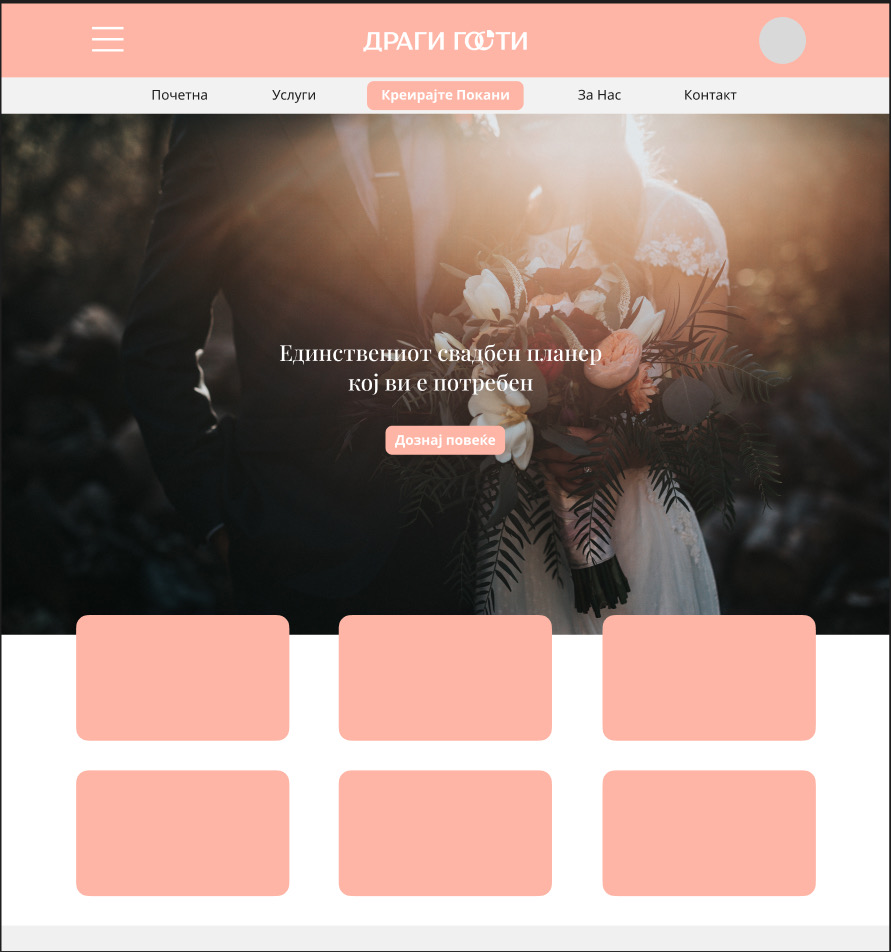 ДРАГИ ГОСТИ
Почетна Услуги Креирајте Покани За Нас Контакт
Единствениот свадбен планер
кој ви е потребен
Дознај повеќе